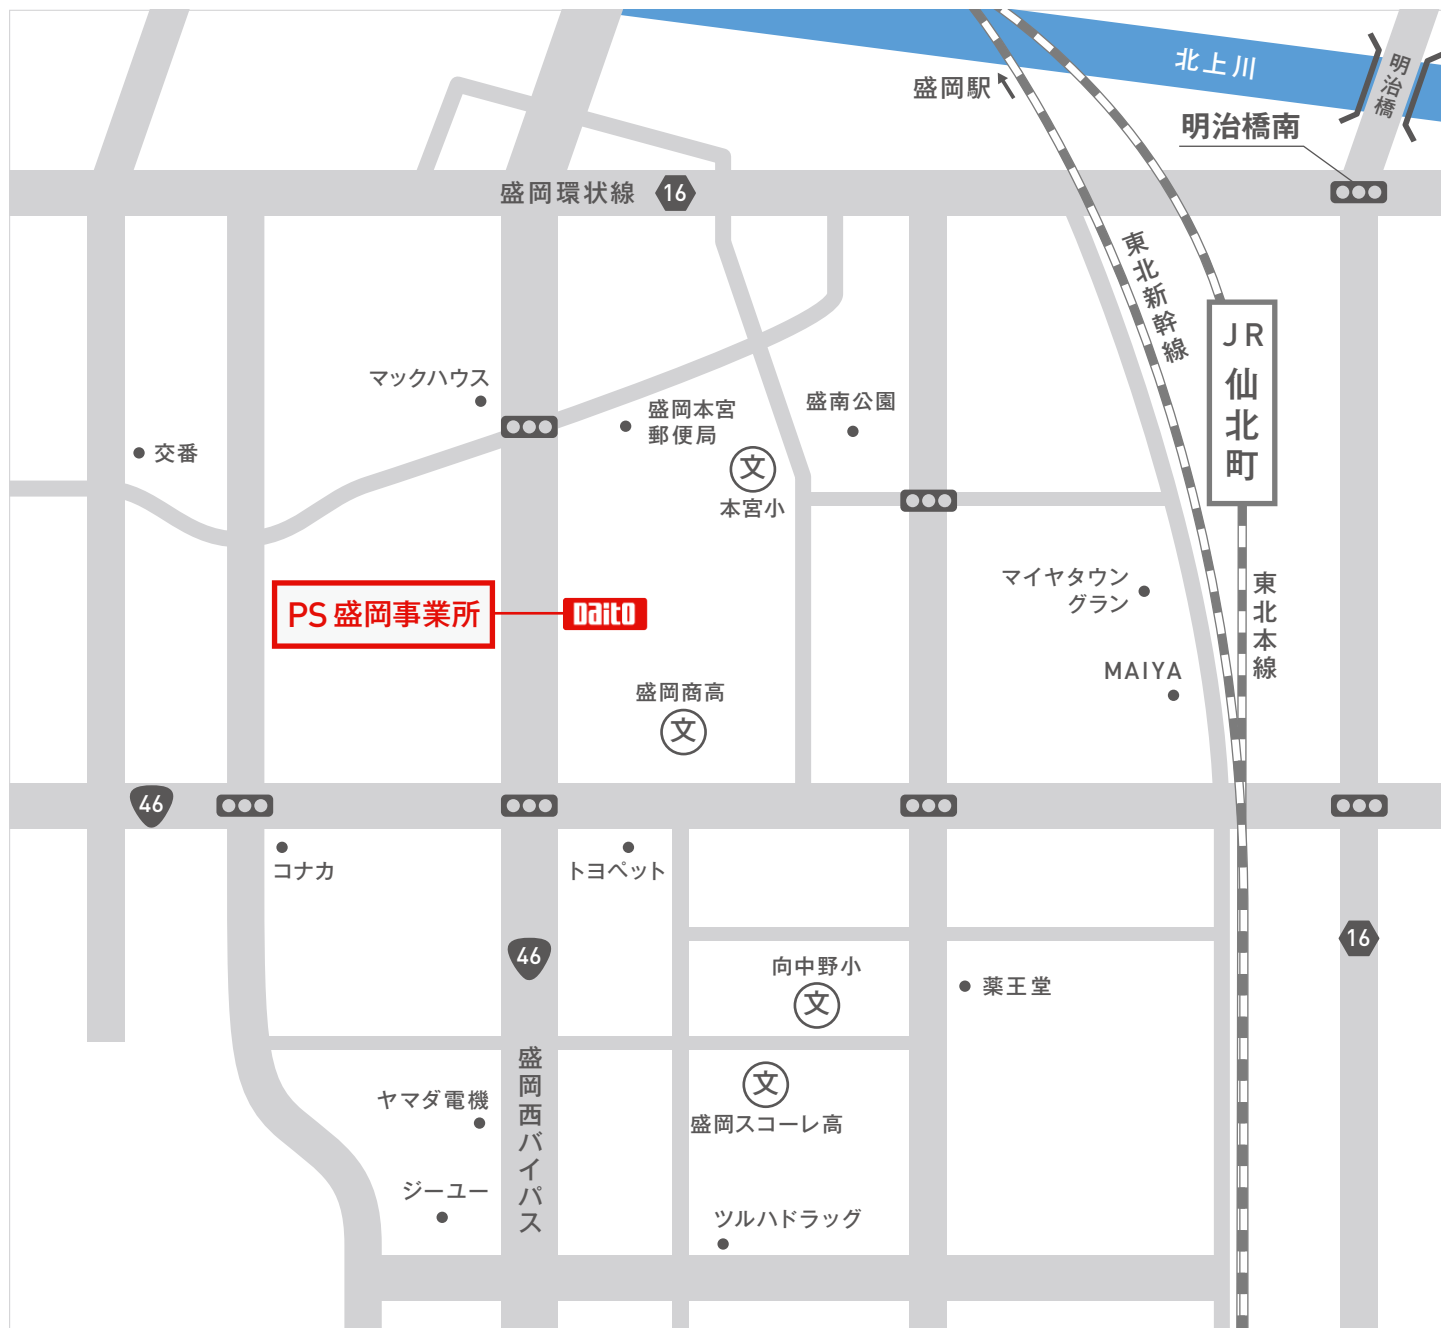 北上川
明治橋
盛岡駅
明治橋南
盛岡環状線
16
東北新幹線
JR
仙北町
マックハウス
盛岡本宮
郵便局
盛南公園
交番
文
本宮小
マイヤタウン
グラン
東北本線
PS 盛岡事業所
Daito
MAIYA
盛岡商高
文
46
コナカ
トヨペット
46
16
向中野小
文
薬王堂
盛岡西バイパス
文
盛岡スコーレ高
ヤマダ電機
ジーユー
ツルハドラッグ